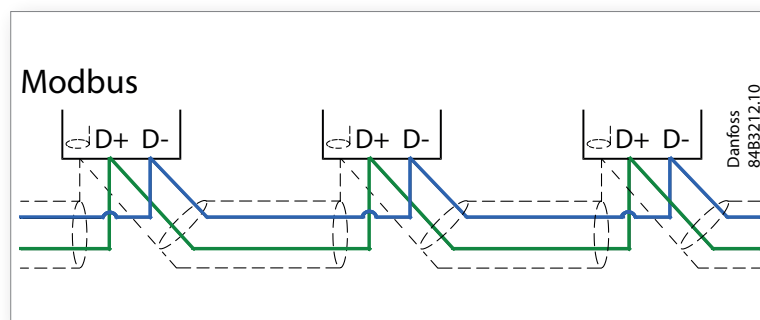 Modbus
D+ D- D+ D- D+ D-
Danfoss
84B3212.10